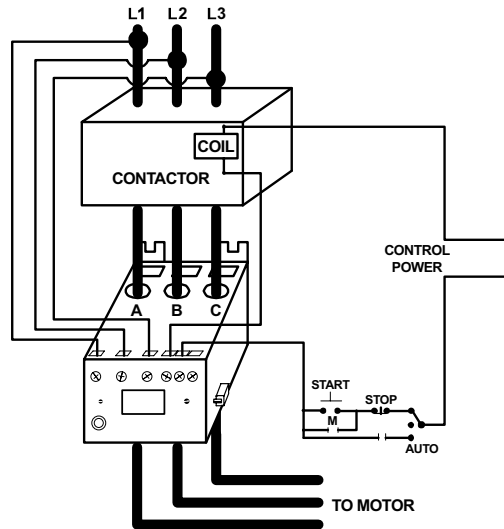 L1 L2 L3
COIL
CONTACTOR
CONTROL
POWER
A B C
START
STOP
M
AUTO
TO MOTOR